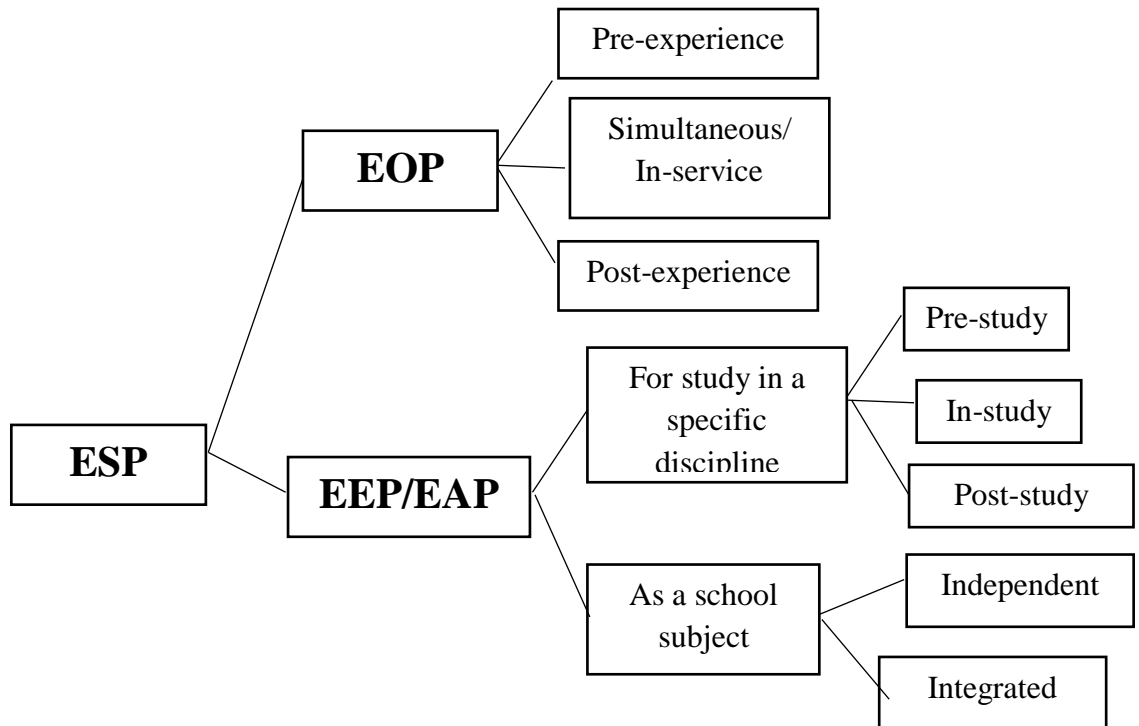 Pre-experience
Simultaneous/
In-service
EOP
Post-experience
Pre-study
For study in a
specific
discipline
In-study
ESP
EEP/EAP
Post-study
As a school
subject
Independent
Integrated